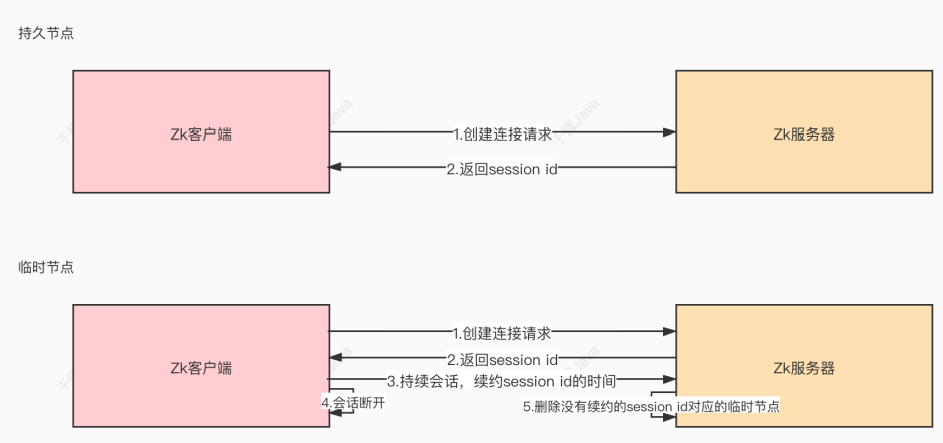 持久节点
Zk客户端
1.创建连接请求
Zk服务器
2.返回session id
临时节点
1.创建连接请求
2.返回session id
Zk客户端
Zk服务器
3.持续会话，续约session id的时间
4.会话断开
5.删除没有续约的session id对应的临时节点